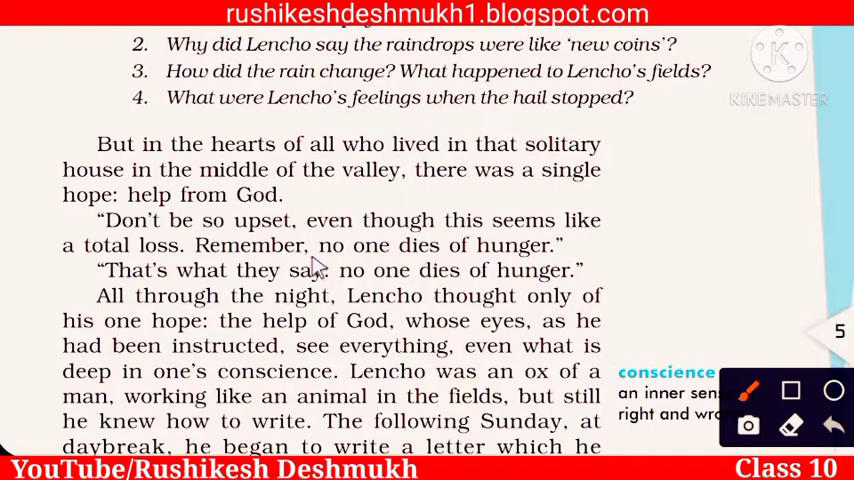 rushikeshdeshmukh1.blogspot.com
2. Why did Lencho say the raindrops were like ‘new coins’?
3. How did the rain change? What happened to Lencho’s fields?
4. What were Lencho’s feelings when the hail stopped?
KINEMASTER
But in the hearts of all who lived in that solitary
house in the middle of the valley, there was a single
hope: help from God.
“Don’t be so upset, even though this seems like
a total loss. Remember, no one dies of hunger.”
“That’s what they say: no one dies of hunger.”
All through the night, Lencho thought only of
his one hope: the help of God, whose eyes, as he
had been instructed, see everything, even what is
deep in one’s conscience. Lencho was an ox of a
man, working like an animal in the fields, but still
he knew how to write. The following Sunday, at
daybreak, he began to write a letter which he
5
conscience
an inner
right and
YouTube/Rushikesh Deshmukh
Class 10